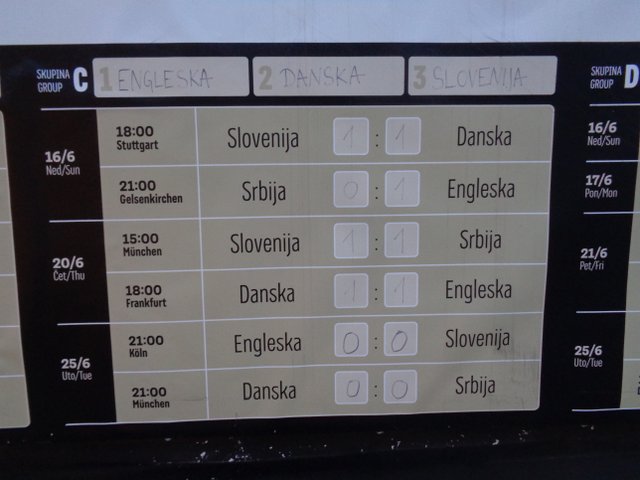 SKUPINA GROUP C 1 ENGLESKA 2 DANSKA 3 SLOVENIJA
16/6 Ned/Sun
18:00 Stuttgart Slovenija 1 : 1 Danska
21:00 Gelsenkirchen Srbija 0 : 1 Engleska
20/6 Čet/Thu
15:00 München Slovenija 1 : 1 Srbija
18:00 Frankfurt Danska 1 : 1 Engleska
25/6 Uto/Tue
21:00 Köln Engleska 0 : 0 Slovenija
21:00 München Danska 0 : 0 Srbija
SKUPINA GROUP D
16/6 Ned/Sun
17/6 Pon/Mon
21/6 Pet/Fri
25/6 Uto/Tue